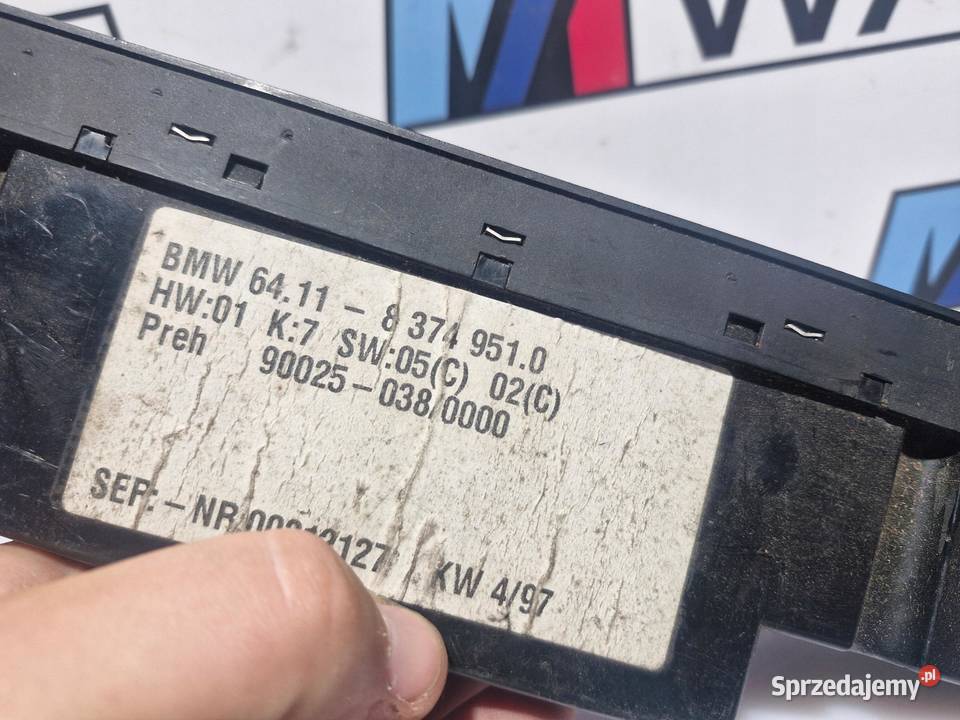 BMW 64.11 - 8 374 951.0
HW:01 K:7 SW:05(C) 02(C)
Preh 90025-038/0000
SER.-NR KW 4/97
Sprzedajemy.pl